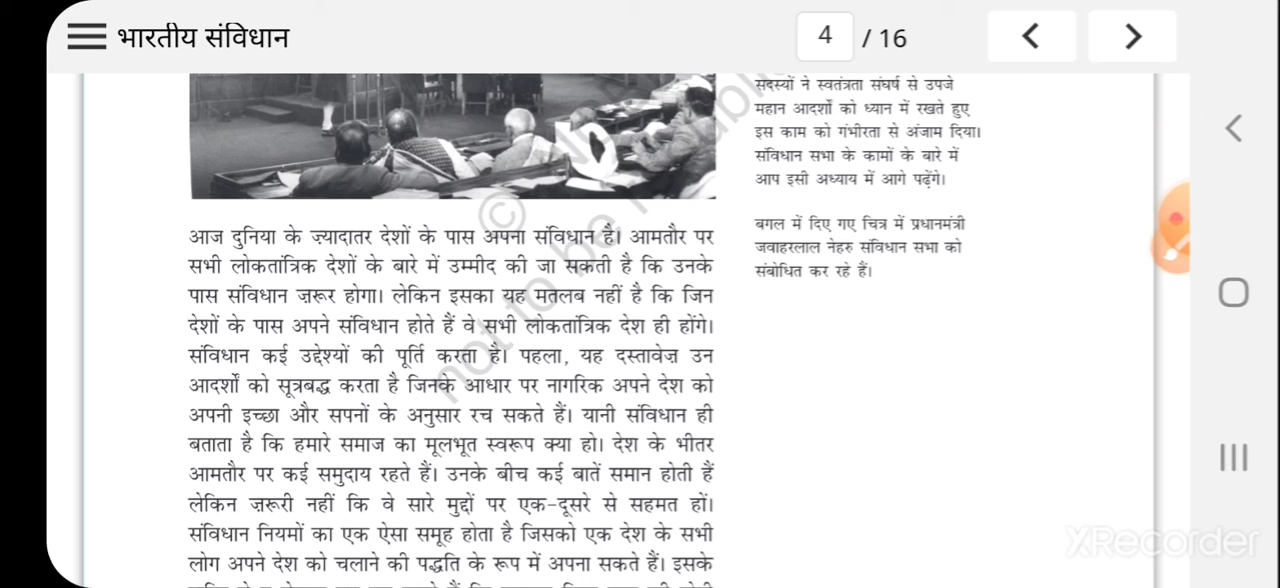 भारतीय संविधान
4 / 16
सदस्यों ने स्वतंत्रता संघर्ष से उपजे
महान आदर्शों को ध्यान में रखते हुए
इस काम को गंभीरता से अंजाम दिया।
संविधान सभा के कामों के बारे में
आप इसी अध्याय में आगे पढ़ेंगे।
बगल में दिए गए चित्र में प्रधानमंत्री
जवाहरलाल नेहरु संविधान सभा को
संबोधित कर रहे हैं।
आज दुनिया के ज़्यादातर देशों के पास अपना संविधान है। आमतौर पर
सभी लोकतांत्रिक देशों के बारे में उम्मीद की जा सकती है कि उनके
पास संविधान ज़रूर होगा। लेकिन इसका यह मतलब नहीं है कि जिन
देशों के पास अपने संविधान होते हैं वे सभी लोकतांत्रिक देश ही होंगे।
संविधान कई उद्देश्यों की पूर्ति करता है। पहला, यह दस्तावेज़ उन
आदर्शों को सूत्रबद्ध करता है जिनके आधार पर नागरिक अपने देश को
अपनी इच्छा और सपनों के अनुसार रच सकते हैं। यानी संविधान ही
बताता है कि हमारे समाज का मूलभूत स्वरूप क्या हो। देश के भीतर
आमतौर पर कई समुदाय रहते हैं। उनके बीच कई बातें समान होती हैं
लेकिन ज़रूरी नहीं कि वे सारे मुद्दों पर एक-दूसरे से सहमत हों।
संविधान नियमों का एक ऐसा समूह होता है जिसको एक देश के सभी
लोग अपने देश को चलाने की पद्धति के रूप में अपना सकते हैं। इसके
not to be
©
XRecorder